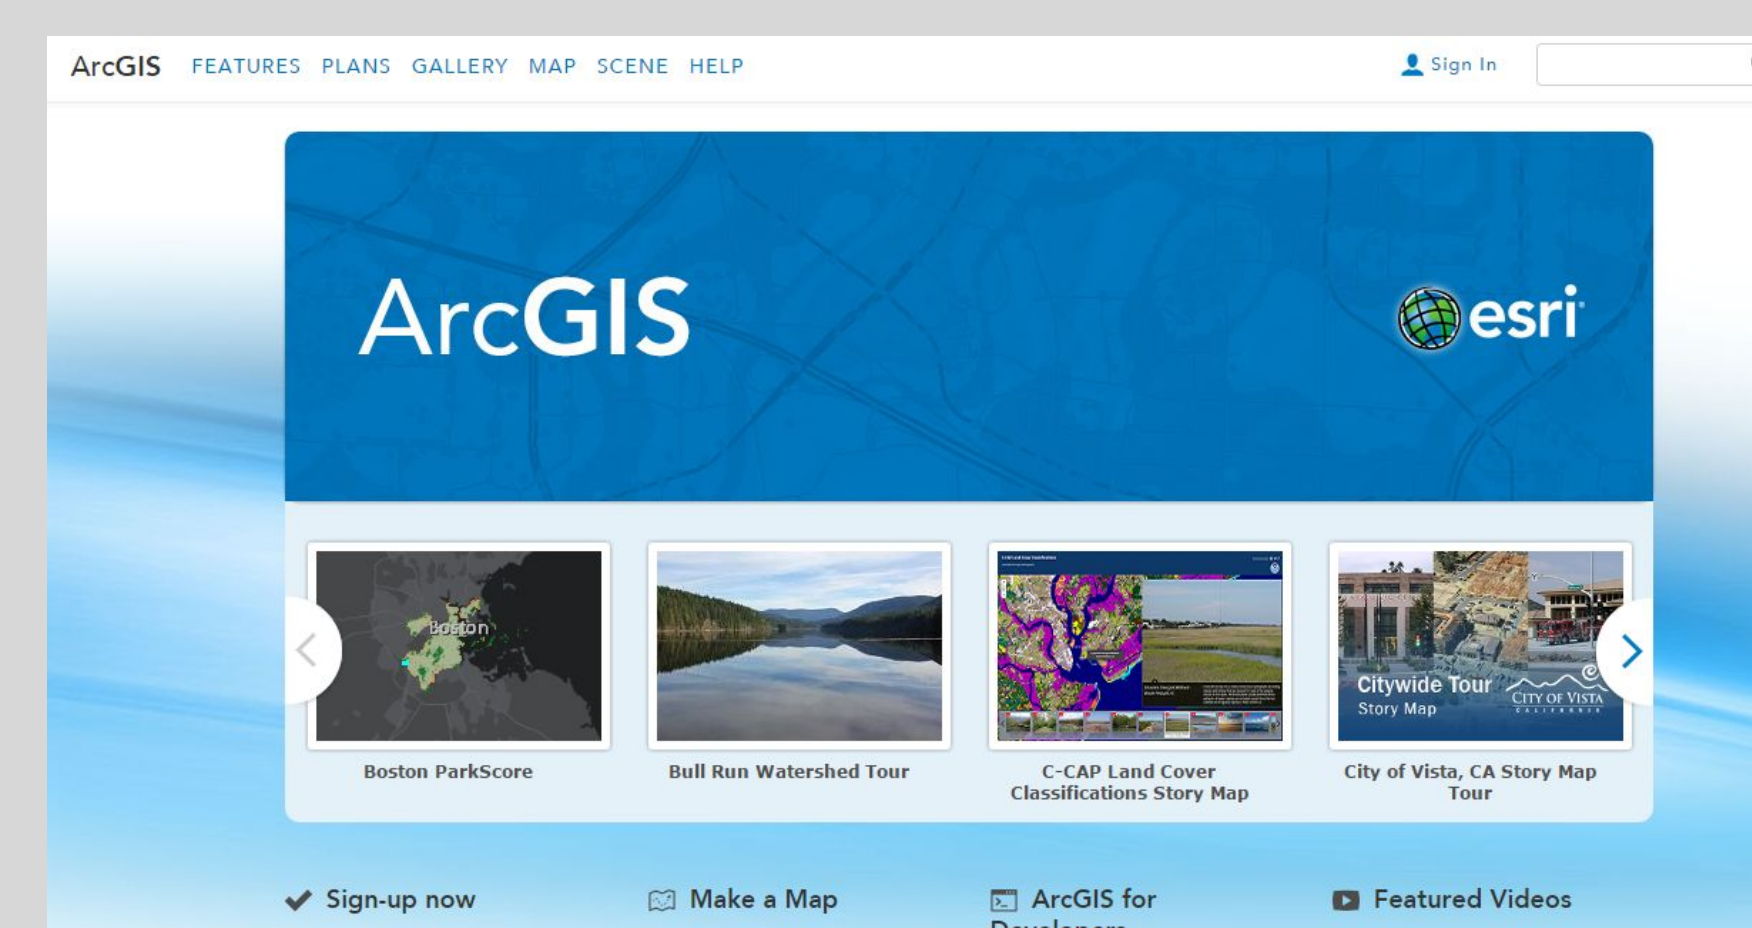 ArcGIS FEATURES PLANS GALLERY MAP SCENE HELP Sign In
ArcGIS
esri
Boston
Citywide Tour
Story Map
CITY OF VISTA
CALIFORNIA
Boston ParkScore
Bull Run Watershed Tour
C-CAP Land Cover
Classifications Story Map
City of Vista, CA Story Map
Tour
Sign-up now
Make a Map
ArcGIS for
Developers
Featured Videos